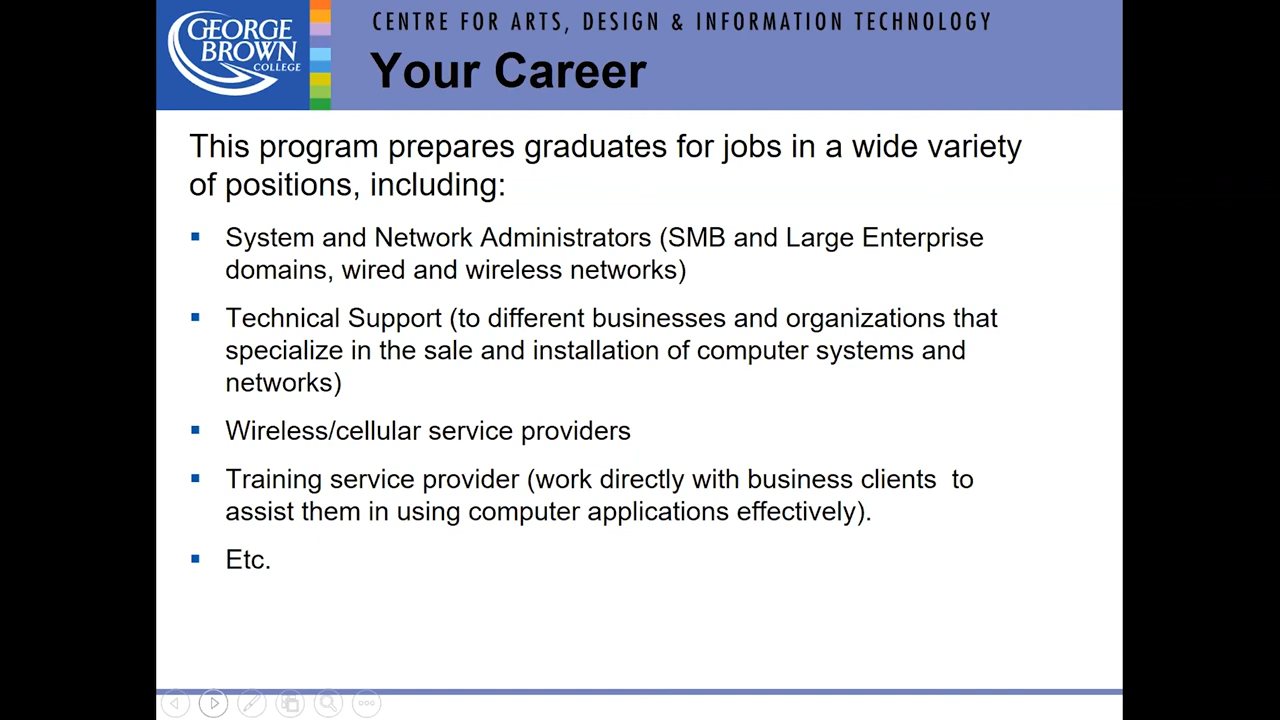 GEORGE
BROWN
COLLEGE
CENTRE FOR ARTS, DESIGN & INFORMATION TECHNOLOGY
Your Career
This program prepares graduates for jobs in a wide variety
of positions, including:
▪ System and Network Administrators (SMB and Large Enterprise
domains, wired and wireless networks)
▪ Technical Support (to different businesses and organizations that
specialize in the sale and installation of computer systems and
networks)
▪ Wireless/cellular service providers
▪ Training service provider (work directly with business clients  to
assist them in using computer applications effectively).
▪ Etc.